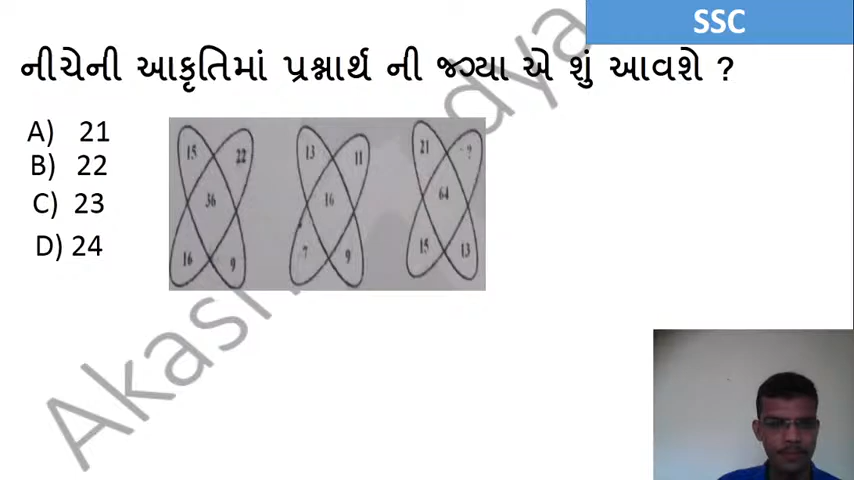 SSC
નીચેની આકૃતિમાં પ્રશ્નાર્થ ની જગ્યા એ શું આવશે ?
A) 21
B) 22
C) 23
D) 24
15 22 13 11 21 ?
36 16 64
16 9 7 9 15 13